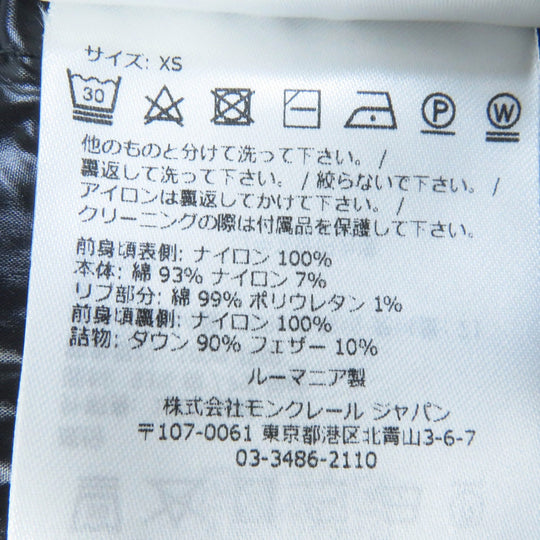 サイズ: XS
30
P
W
他のものと分けて洗って下さい。 /
裏返して洗って下さい。 / 絞らないで下さい。 /
アイロンは裏返してかけて下さい。 /
クリーニングの際は付属品を保護して下さい。
前身頃表側: ナイロン 100%
本体: 綿 93% ナイロン 7%
リブ部分: 綿 99% ポリウレタン 1%
前身頃裏側: ナイロン 100%
詰物: ダウン 90% フェザー 10%
ルーマニア製
株式会社モンクレール ジャパン
〒107-0061 東京都港区北青山3-6-7
03-3486-2110